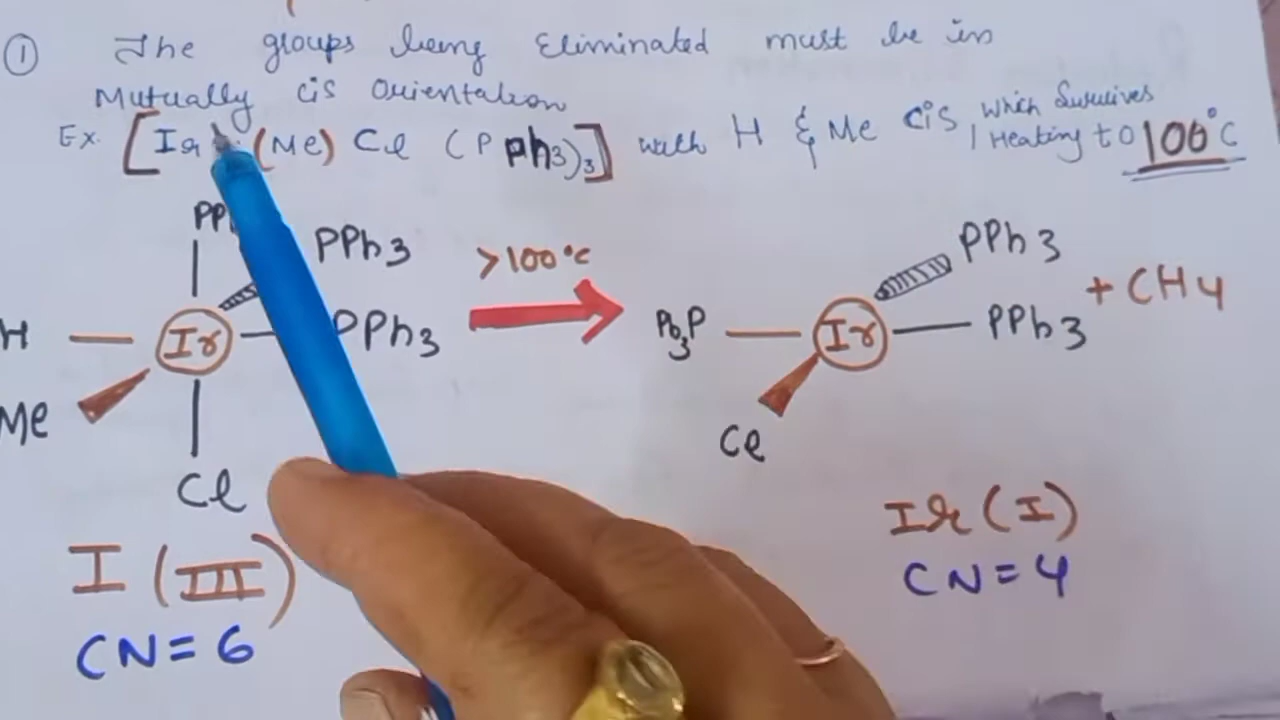 ① The groups being Eliminated must be in
Mutually cis Orientation
Ex. [Ir (Me) Cl (PPh3)3] with H & Me cis which Survives Heating to 100°C
PPh3
PPh3
H Ir PPh3
Me
Cl
>100°C
PPh3
Ph3P Ir PPh3 + CH4
Cl
I (III)
CN = 6
Ir (I)
CN = 4